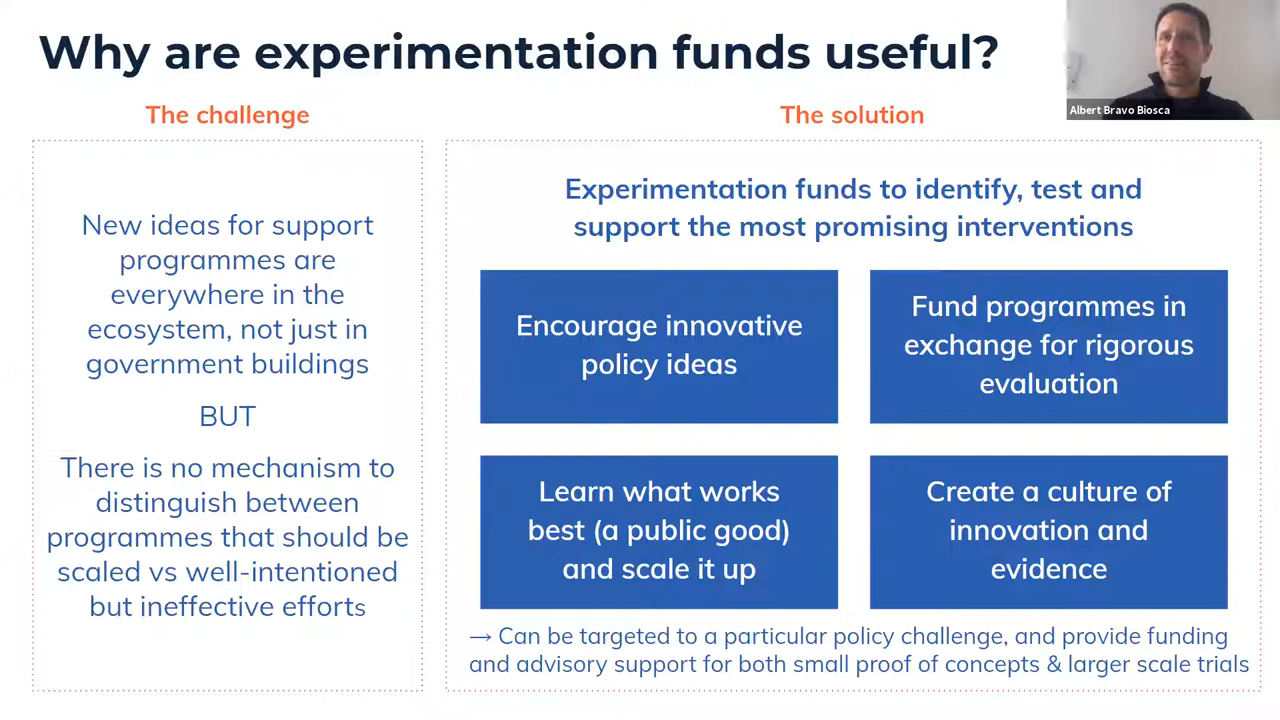 Why are experimentation funds useful?
Albert Bravo Biosca
The challenge
The solution
New ideas for support
programmes are
everywhere in the
ecosystem, not just in
government buildings
BUT
There is no mechanism to
distinguish between
programmes that should be
scaled vs well-intentioned
but ineffective efforts
Experimentation funds to identify, test and
support the most promising interventions
Encourage innovative
policy ideas
Fund programmes in
exchange for rigorous
evaluation
Learn what works
best (a public good)
and scale it up
Create a culture of
innovation and
evidence
→ Can be targeted to a particular policy challenge, and provide funding
and advisory support for both small proof of concepts & larger scale trials